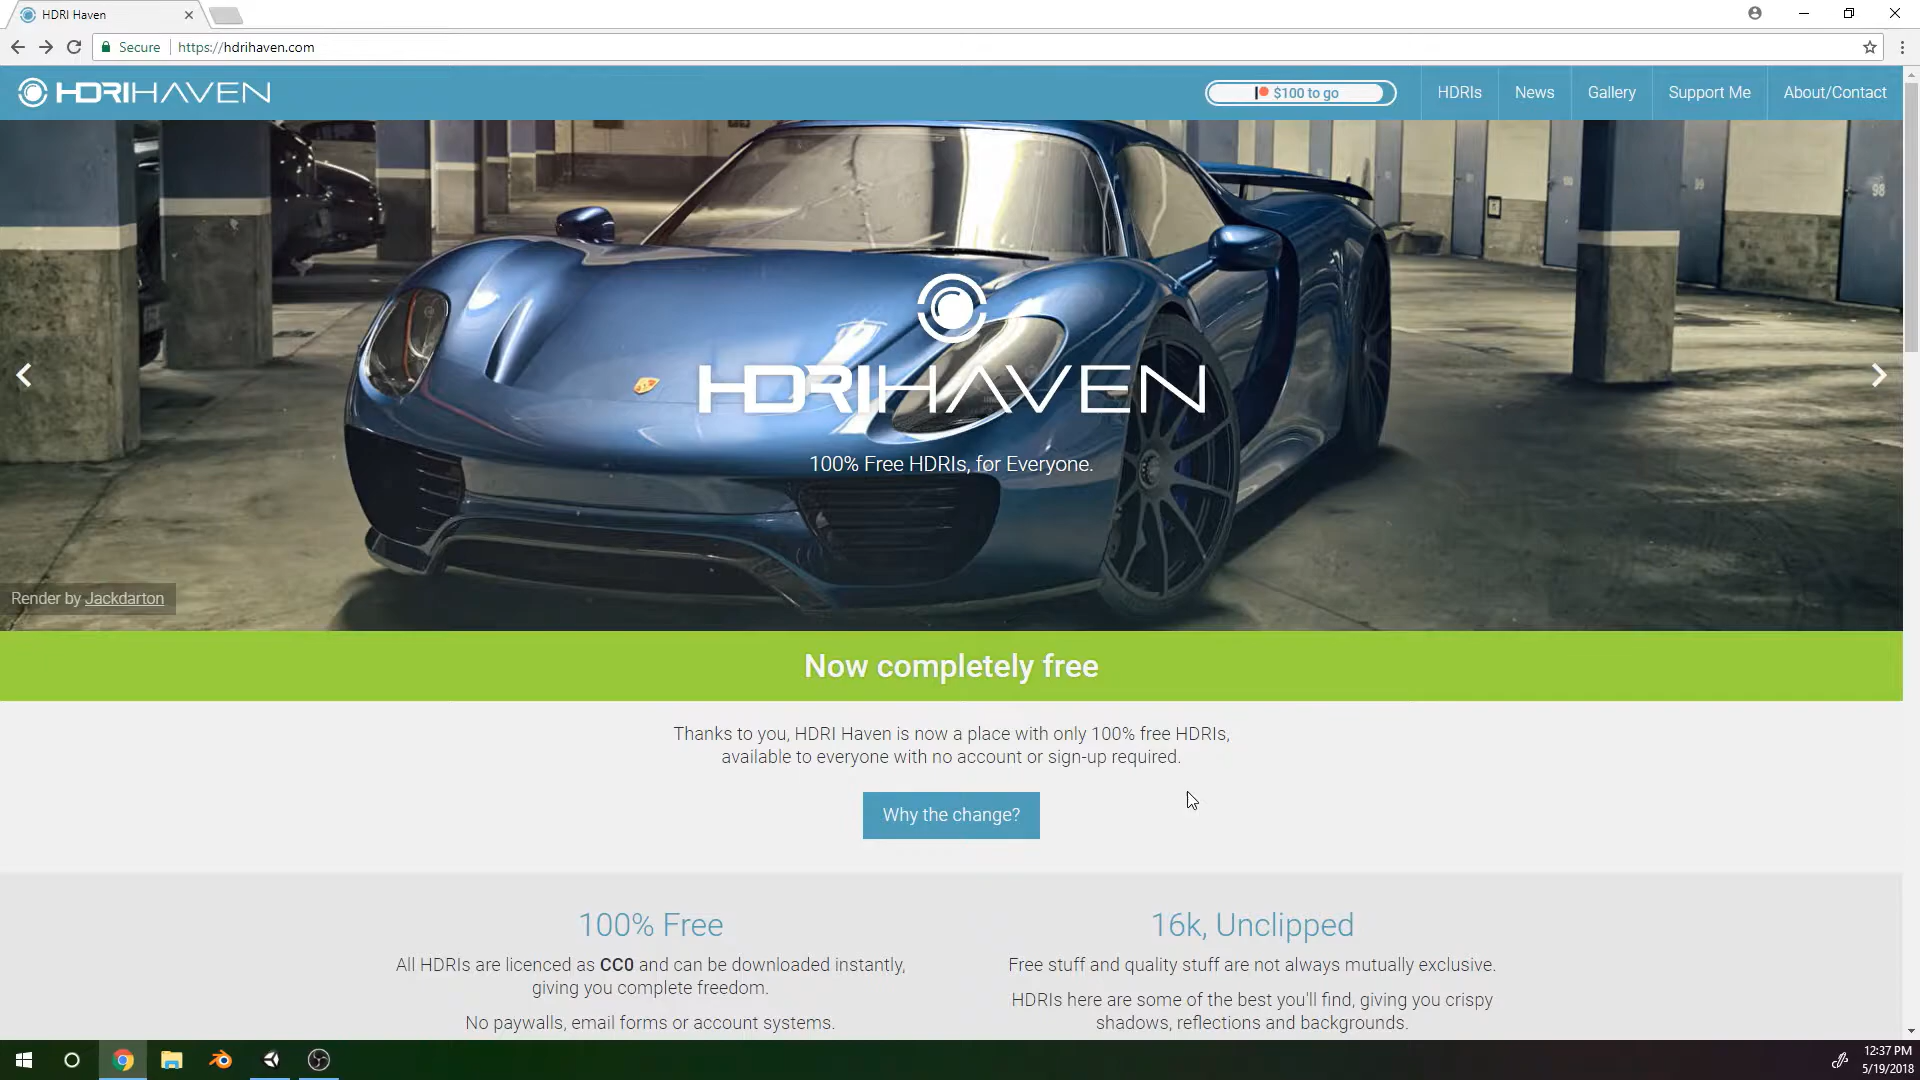 HDRI Haven
Secure
https://hdrihaven.com
HDRIHAVEN
$100 to go
HDRIs
News
Gallery
Support Me
About/Contact
98
HDRIHAVEN
100% Free HDRIs, for Everyone.
Render by Jackdarton
Now completely free
Thanks to you, HDRI Haven is now a place with only 100% free HDRIs,
available to everyone with no account or sign-up required.
Why the change?
100% Free
All HDRIs are licenced as CC0 and can be downloaded instantly,
giving you complete freedom.
No paywalls, email forms or account systems.
16k, Unclipped
Free stuff and quality stuff are not always mutually exclusive.
HDRIs here are some of the best you'll find, giving you crispy
shadows, reflections and backgrounds.
12:37 PM
5/19/2018